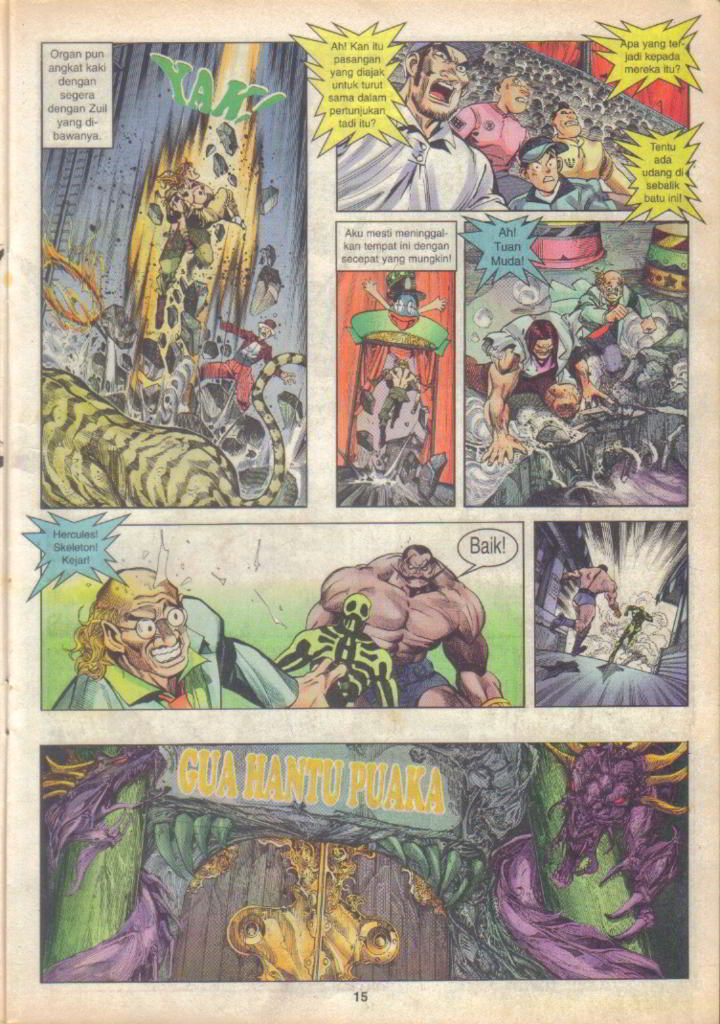 Organ pun
angkat kaki
dengan
segera
dengan Zuil
yang di-
bawanya.
YAK!
Ah! Kan itu
pasangan
yang diajak
untuk turut
sama dalam
pertunjukan
tadi itu?
Apa yang ter-
jadi kepada
mereka itu?
Tentu
ada
udang di
sebalik
batu ini!
Aku mesti meninggal-
kan tempat ini dengan
secepat yang mungkin!
Ah!
Tuan
Muda!
Hercules!
Skeleton!
Kejar!
Baik!
GUA HANTU PUAKA
15